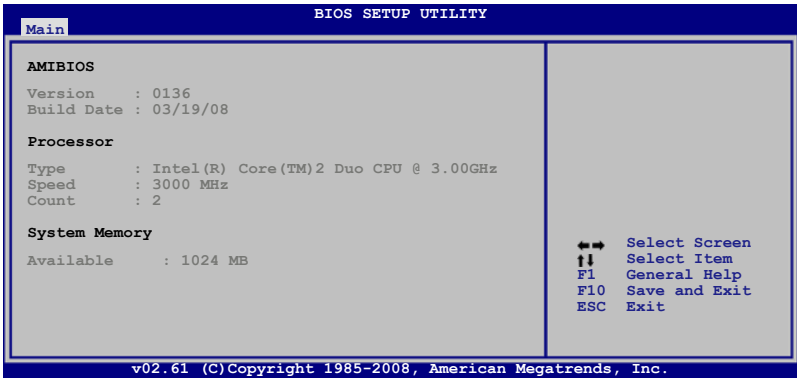 BIOS SETUP UTILITY
Main
AMIBIOS
Version : 0136
Build Date : 03/19/08
Processor
Type : Intel(R) Core(TM)2 Duo CPU @ 3.00GHz
Speed : 3000 MHz
Count : 2
System Memory
Available : 1024 MB
←→ Select Screen
↑↓ Select Item
F1 General Help
F10 Save and Exit
ESC Exit
v02.61 (C)Copyright 1985-2008, American Megatrends, Inc.